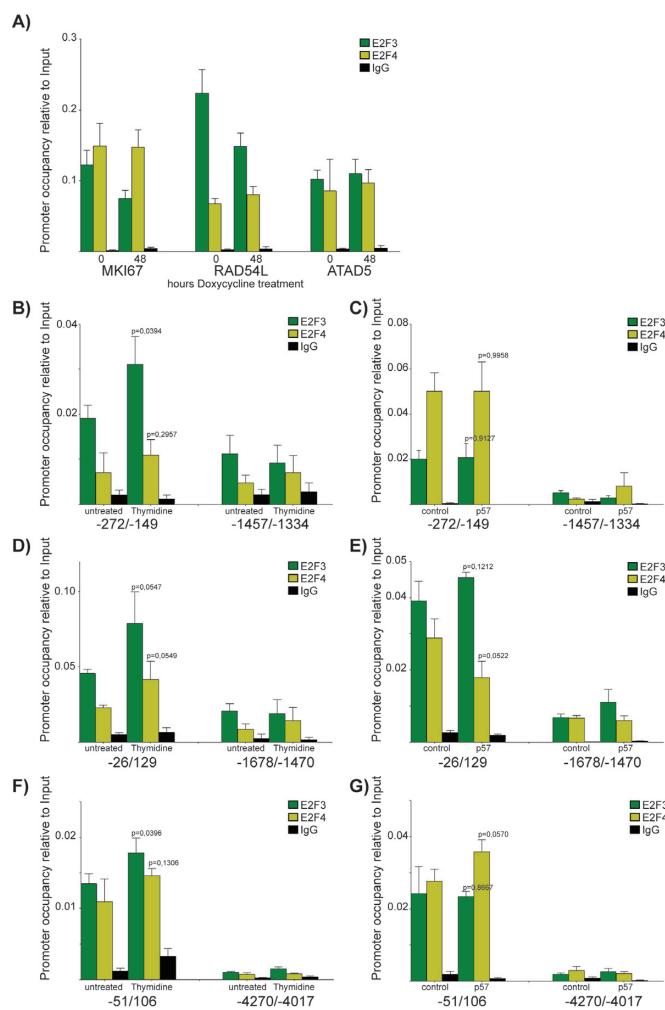 A)
Promoter occupancy relative to Input
0.3
0.2
0.1
E2F3
E2F4
IgG
0 48 0 48 0 48
MKI67 RAD54L ATAD5
hours Doxycycline treatment
B)
Promoter occupancy relative to Input
0.04
0.02
p=0,0394
p=0,2957
E2F3
E2F4
IgG
untreated Thymidine untreated Thymidine
-272/-149 -1457/-1334
C)
Promoter occupancy relative to Input
0.08
0.06
0.04
0.02
p=0,9958
p=0,9127
E2F3
E2F4
IgG
control p57 control p57
-272/-149 -1457/-1334
D)
Promoter occupancy relative to Input
0.10
0.05
p=0,0547
p=0,0549
E2F3
E2F4
IgG
untreated Thymidine untreated Thymidine
-26/129 -1678/-1470
E)
Promoter occupancy relative to Input
0.05
0.04
0.02
p=0,1212
p=0,0522
E2F3
E2F4
IgG
control p57 control p57
-26/129 -1678/-1470
F)
Promoter occupancy relative to Input
0.02
0.01
p=0,0396
p=0,1306
E2F3
E2F4
IgG
untreated Thymidine untreated Thymidine
-51/106 -4270/-4017
G)
Promoter occupancy relative to Input
0.04
0.02
p=0,0570
p=0,8667
E2F3
E2F4
IgG
control p57 control p57
-51/106 -4270/-4017